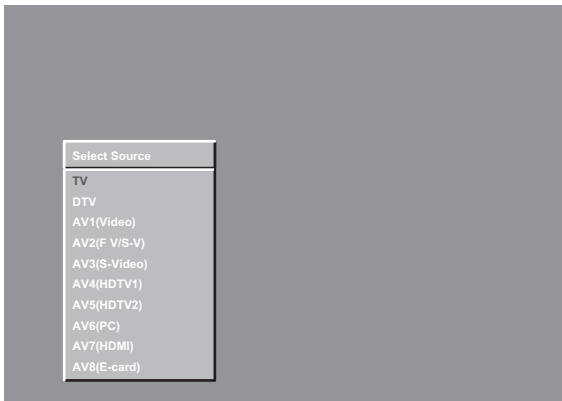 Select Source
TV
DTV
AV1(Video)
AV2(F V/S-V)
AV3(S-Video)
AV4(HDTV1)
AV5(HDTV2)
AV6(PC)
AV7(HDMI)
AV8(E-card)